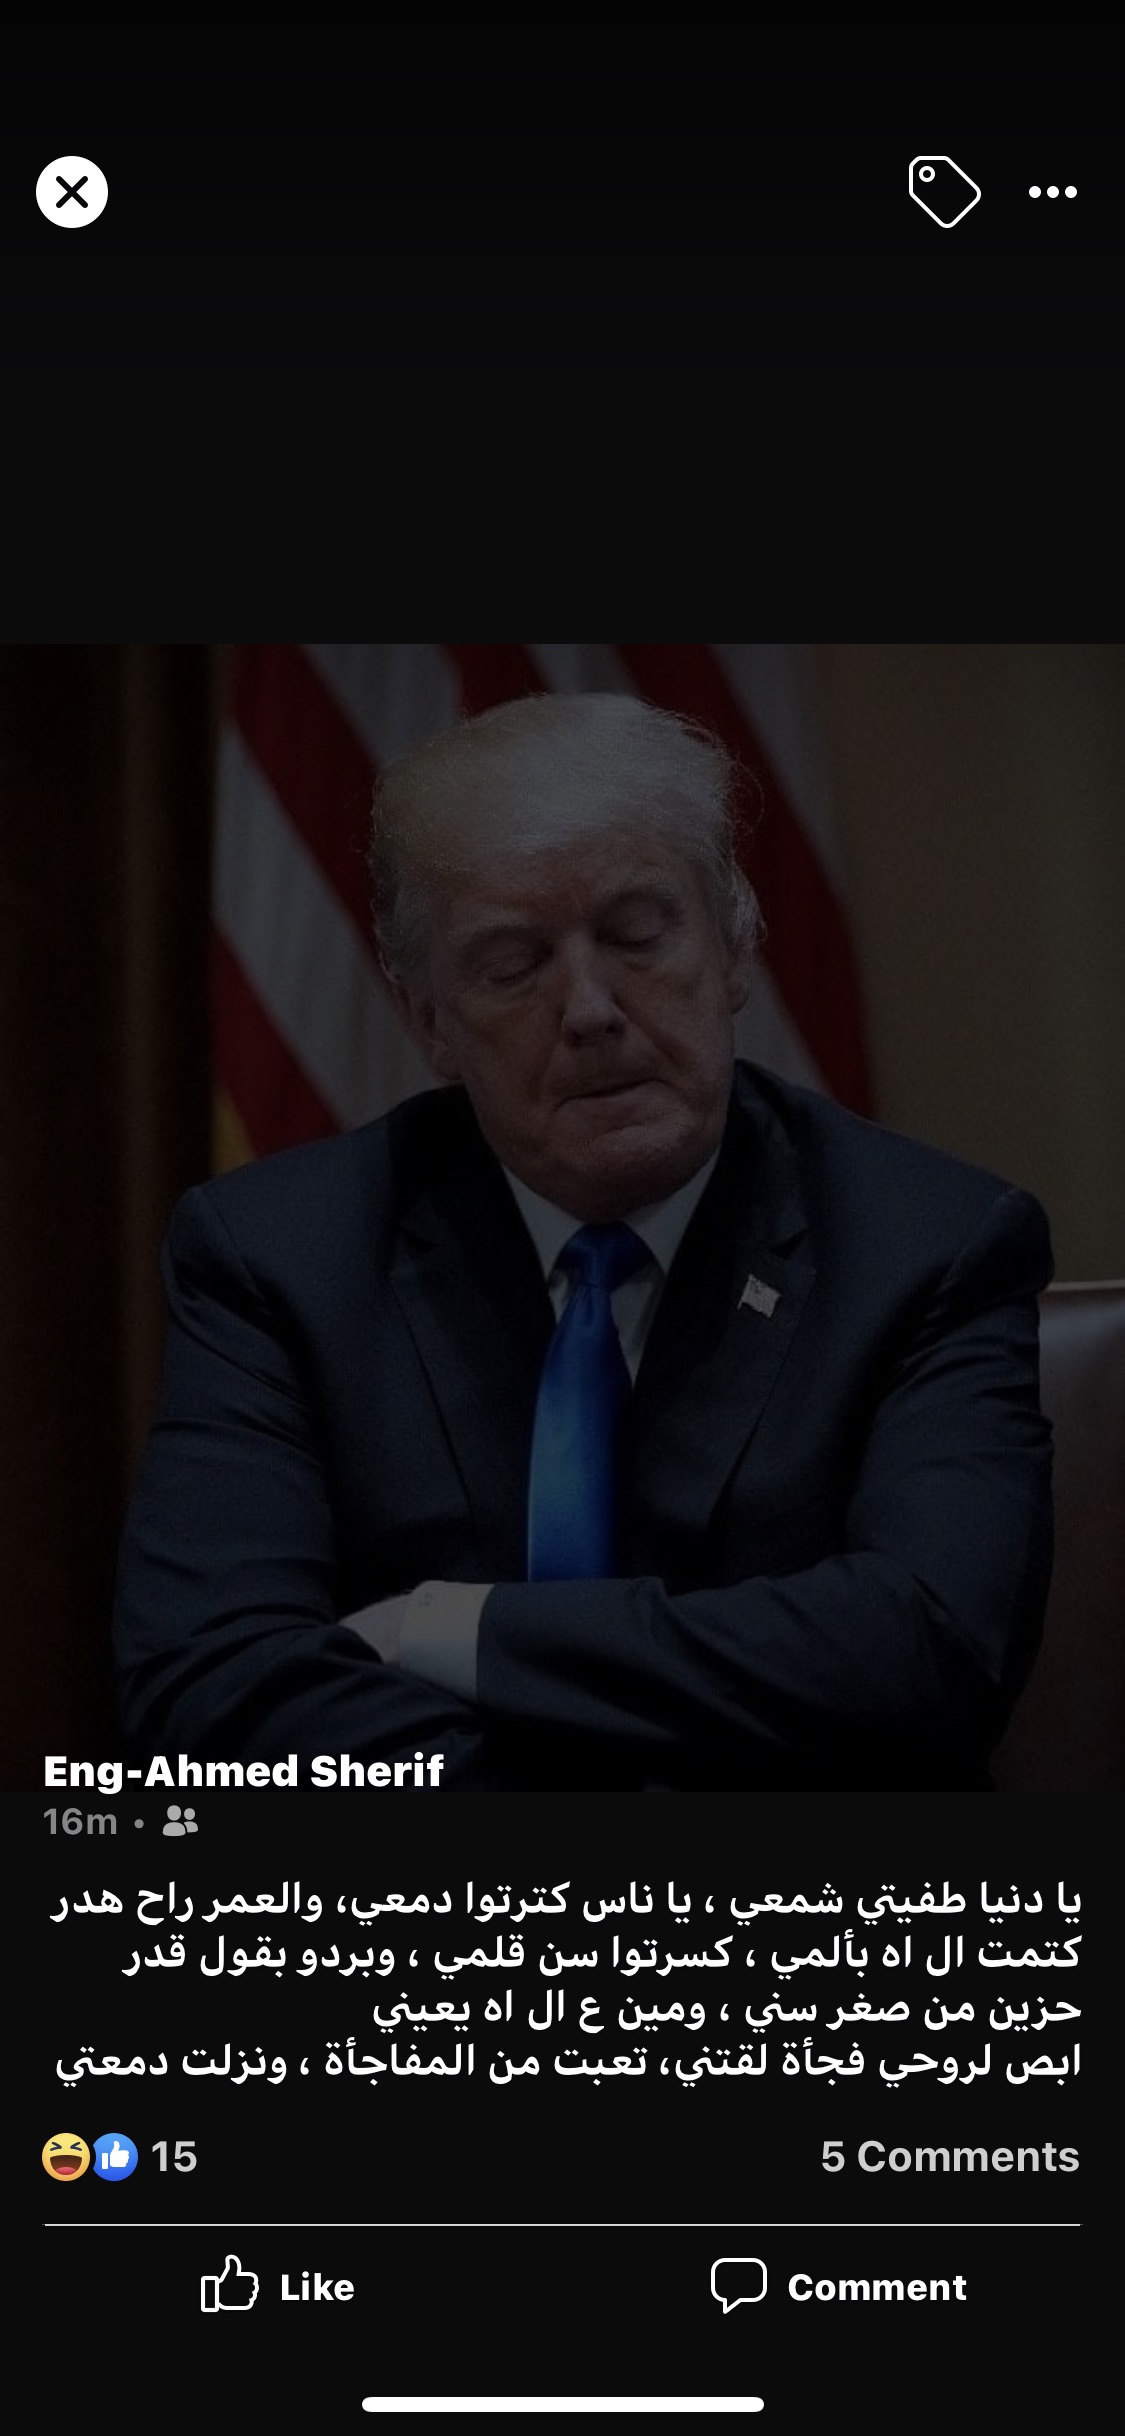 Eng-Ahmed Sherif
16m •
يا دنيا طفيتي شمعي ، يا ناس كترتوا دمعي، والعمر راح هدر
كتمت ال اه بألمي ، كسرتوا سن قلمي ، وبردو بقول قدر
حزين من صغر سني ، ومين ع ال اه يعيني
ابص لروحي فجأة لقتني، تعبت من المفاجأة ، ونزلت دمعتي
15
5 Comments
Like
Comment